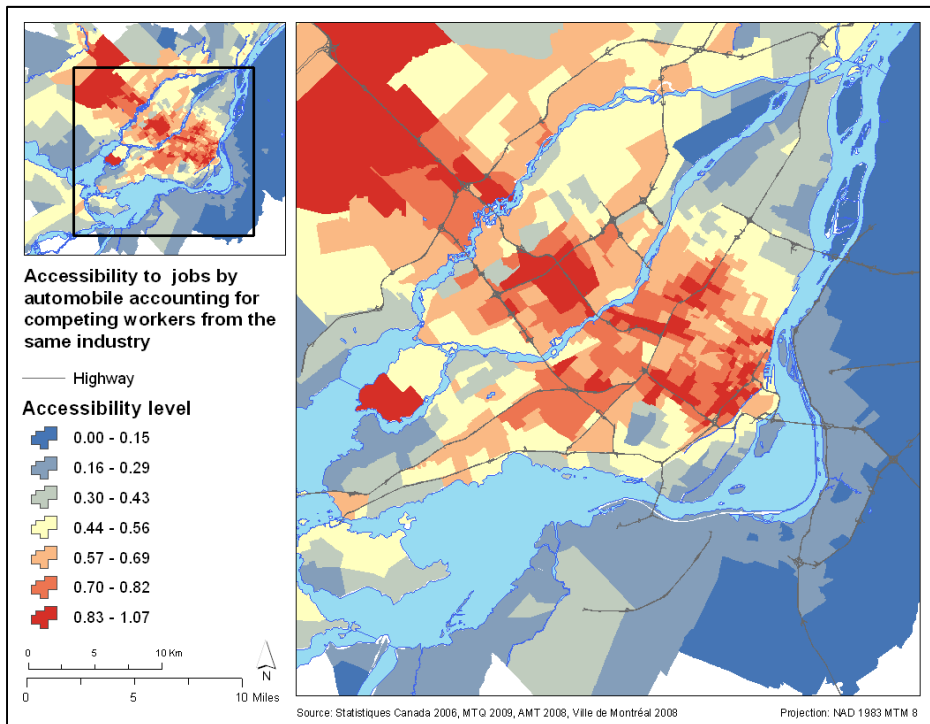 Accessibility to jobs by
automobile accounting for
competing workers from the
same industry
Highway
Accessibility level
0.00 - 0.15
0.16 - 0.29
0.30 - 0.43
0.44 - 0.56
0.57 - 0.69
0.70 - 0.82
0.83 - 1.07
0 5 10 Km
N
0 5 10 Miles
Source: Statistiques Canada 2006, MTQ 2009, AMT 2008, Ville de Montréal 2008
Projection: NAD 1983 MTM 8